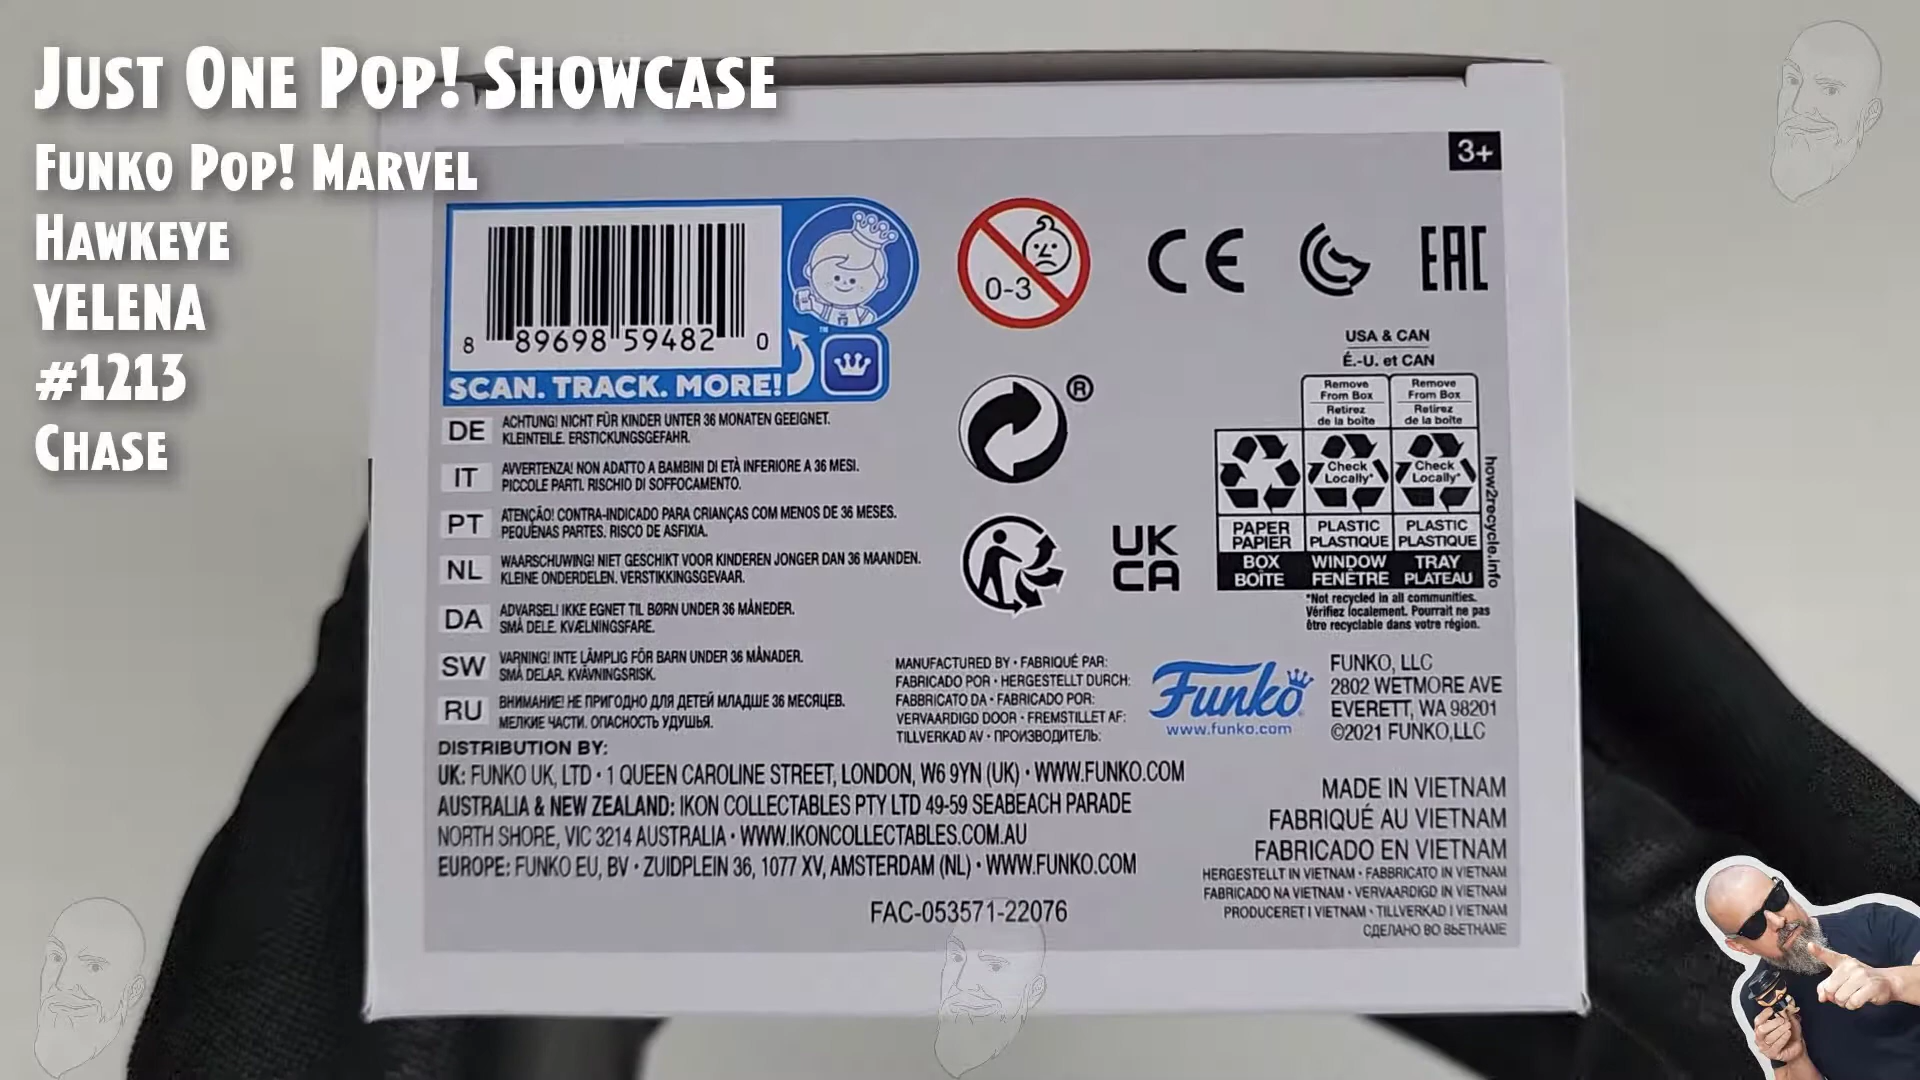 Just One Pop! Showcase
Funko Pop! Marvel
Hawkeye
YELENA
#1213
Chase
3+
8 89698 59482 0
SCAN. TRACK. MORE!
™
0-3
CE
EAC
USA & CAN
É.-U. et CAN
Remove From Box
Retirez de la boîte
Remove From Box
Retirez de la boîte
Check Locally*
Check Locally*
PAPER PAPIER
PLASTIC PLASTIQUE
PLASTIC PLASTIQUE
BOX BOÎTE
WINDOW FENÊTRE
TRAY PLATEAU
how2recycle.info
*Not recycled in all communities.
Vérifiez localement. Pourrait ne pas
être recyclable dans votre région.
®
UK
CA
DE ACHTUNG! NICHT FÜR KINDER UNTER 36 MONATEN GEEIGNET.
KLEINTEILE. ERSTICKUNGSGEFAHR.
IT AVVERTENZA! NON ADATTO A BAMBINI DI ETÀ INFERIORE A 36 MESI.
PICCOLE PARTI. RISCHIO DI SOFFOCAMENTO.
PT ATENÇÃO! CONTRA-INDICADO PARA CRIANÇAS COM MENOS DE 36 MESES.
PEQUENAS PARTES. RISCO DE ASFIXIA.
NL WAARSCHUWING! NIET GESCHIKT VOOR KINDEREN JONGER DAN 36 MAANDEN.
KLEINE ONDERDELEN. VERSTIKKINGSGEVAAR.
DA ADVARSEL! IKKE EGNET TIL BØRN UNDER 36 MÅNEDER.
SMÅ DELE. KVÆLNINGSFARE.
SW VARNING! INTE LÄMPLIG FÖR BARN UNDER 36 MÅNADER.
SMÅ DELAR. KVÄVNINGSRISK.
RU ВНИМАНИЕ! НЕ ПРИГОДНО ДЛЯ ДЕТЕЙ МЛАДШЕ 36 МЕСЯЦЕВ.
МЕЛКИЕ ЧАСТИ. ОПАСНОСТЬ УДУШЬЯ.
MANUFACTURED BY • FABRIQUÉ PAR:
FABRICADO POR • HERGESTELLT DURCH:
FABBRICATO DA • FABRICADO POR:
VERVAARDIGD DOOR • FREMSTILLET AF:
TILLVERKAD AV • ПРОИЗВОДИТЕЛЬ:
Funko
www.funko.com
FUNKO, LLC
2802 WETMORE AVE
EVERETT, WA 98201
©2021 FUNKO,LLC
DISTRIBUTION BY:
UK: FUNKO UK, LTD • 1 QUEEN CAROLINE STREET, LONDON, W6 9YN (UK) • WWW.FUNKO.COM
AUSTRALIA & NEW ZEALAND: IKON COLLECTABLES PTY LTD 49-59 SEABEACH PARADE
NORTH SHORE, VIC 3214 AUSTRALIA • WWW.IKONCOLLECTABLES.COM.AU
EUROPE: FUNKO EU, BV • ZUIDPLEIN 36, 1077 XV, AMSTERDAM (NL) • WWW.FUNKO.COM
MADE IN VIETNAM
FABRIQUÉ AU VIETNAM
FABRICADO EN VIETNAM
HERGESTELLT IN VIETNAM • FABBRICATO IN VIETNAM
FABRICADO NA VIETNAM • VERVAARDIGD IN VIETNAM
PRODUCERET I VIETNAM • TILLVERKAD I VIETNAM
СДЕЛАНО ВО ВЬЕТНАМЕ
FAC-053571-22076